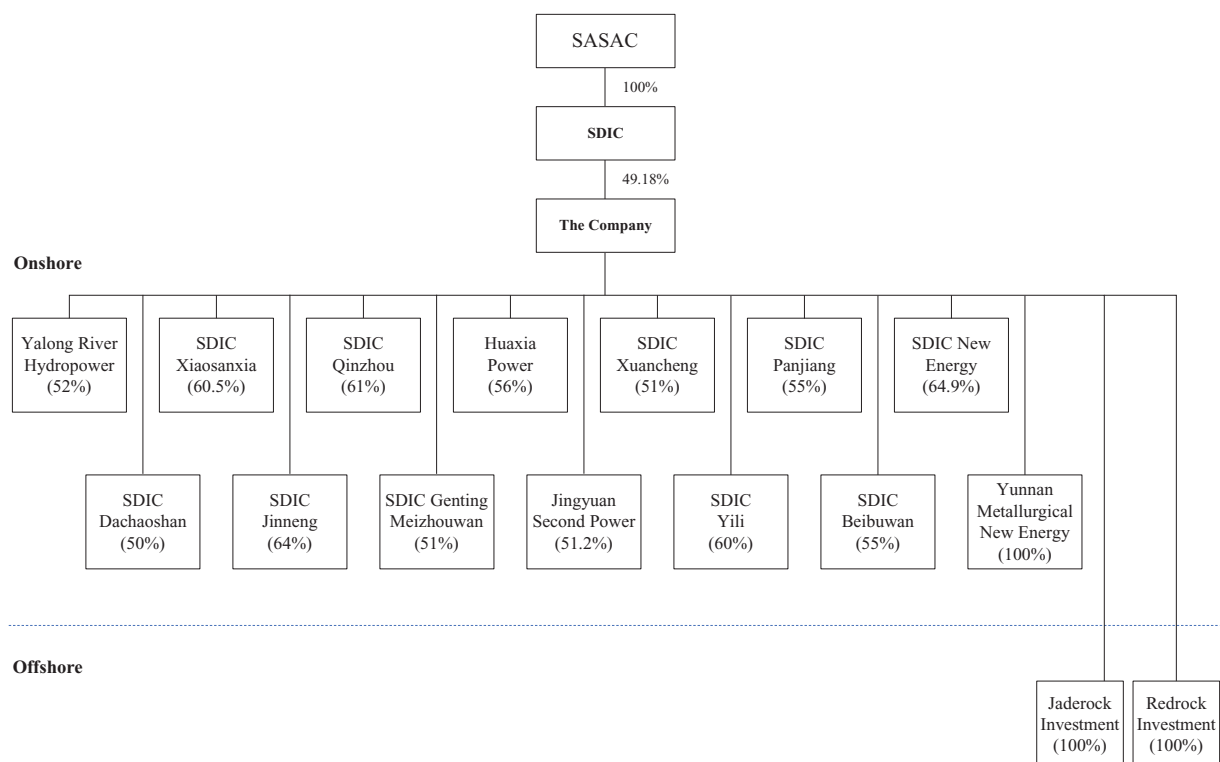 SASAC
100%
SDIC
49.18%
The Company
Onshore
Yalong River
Hydropower
(52%)
SDIC
Xiaosanxia
(60.5%)
SDIC
Qinzhou
(61%)
Huaxia
Power
(56%)
SDIC
Xuancheng
(51%)
SDIC
Panjiang
(55%)
SDIC New
Energy
(64.9%)
SDIC
Dachaoshan
(50%)
SDIC
Jinneng
(64%)
SDIC Genting
Meizhouwan
(51%)
Jingyuan
Second Power
(51.2%)
SDIC
Yili
(60%)
SDIC
Beibuwan
(55%)
Yunnan
Metallurgical
New Energy
(100%)
Offshore
Jaderock
Investment
(100%)
Redrock
Investment
(100%)